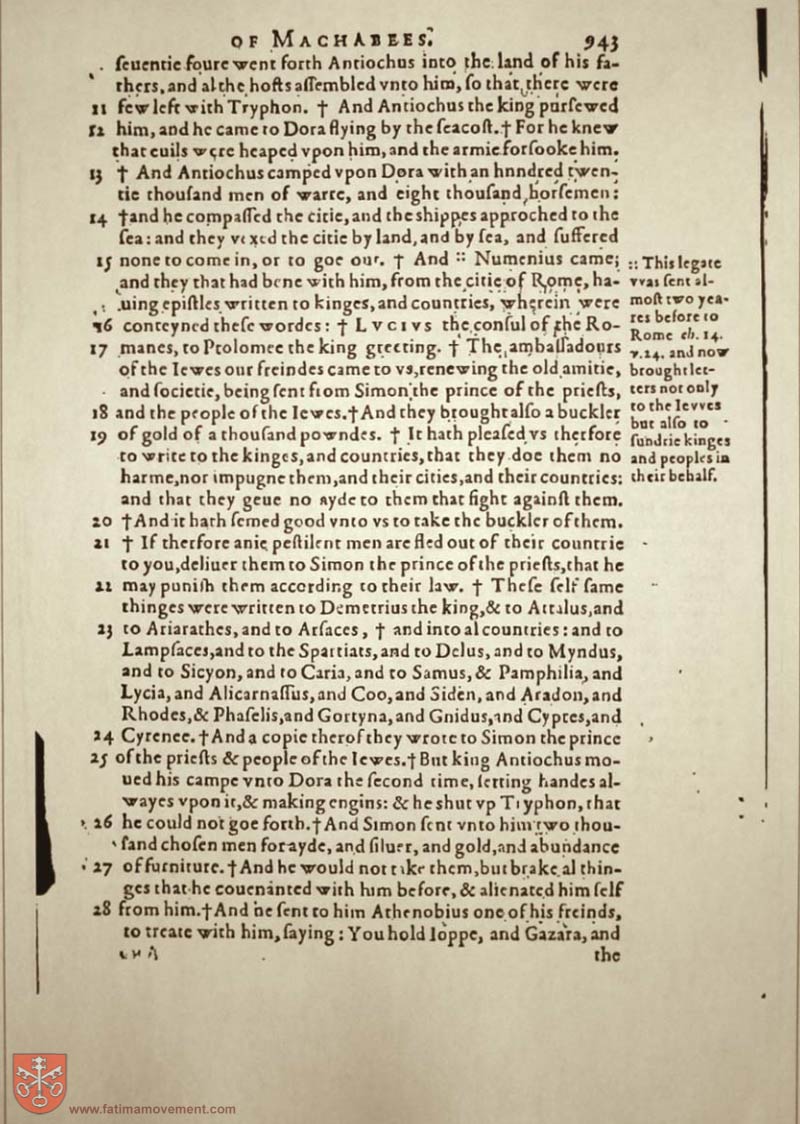 OF MACHABEES.
943
ſeuentie foure went forth Antiochus into the land of his fa-
thers, and al the hoſts aſſembled vnto him, ſo that there were
11 few left with Tryphon. † And Antiochus the king purſewed
12 him, and he came to Dora flying by the ſeacoſt. † For he knew
that euils were heaped vpon him, and the armie forſooke him.
13 † And Antiochus camped vpon Dora with an hnndred twen-
tie thouſand men of warre, and eight thouſand horſemen:
14 † and he compaſſed the citie, and the shippes approched to the
ſea: and they vexed the citie by land, and by ſea, and ſuffered
15 none to come in, or to goe our. † And :: Numenius came;
and they that had bene with him, from the citie of Rome, ha-
uing epiſtles written to kinges, and countries, wherein were
16 conteyned theſe wordes: † LVCIVS the conſul of the Ro-
17 manes, to Ptolomee the king greeting. † The ambaſſadours
of the Iewes our freindes came to vs, renewing the old amitie,
and ſocietie, being ſent from Simon the prince of the prieſts,
18 and the people of the Iewes. † And they brought alſo a buckler
19 of gold of a thouſand powndes. † It hath pleaſed vs therfore
to write to the kinges, and countries, that they doe them no
harme, nor impugne them, and their cities, and their countries:
and that they geue no ayde to them that fight againſt them.
20 † And it hath ſemed good vnto vs to take the buckler of them.
21 † If therfore anie peſtilent men are fled out of their countrie
to you, deliuer them to Simon the prince of the prieſts, that he
22 may punish them according to their law. † Theſe ſelf ſame
thinges were written to Demetrius the king, & to Attalus, and
23 to Ariarathes, and to Arſaces, † and into al countries: and to
Lampſaces, and to the Spartiats, and to Delus, and to Myndus,
and to Sicyon, and to Caria, and to Samus, & Pamphilia, and
Lycia, and Alicarnaſſus, and Coo, and Siden, and Aradon, and
Rhodes, & Phaſelis, and Gortyna, and Gnidus, and Cypres, and
24 Cyrenee. † And a copie therof they wrote to Simon the prince
25 of the prieſts & people of the Iewes. † But king Antiochus mo-
ued his campe vnto Dora the ſecond time, ſetting handes al-
wayes vpon it, & making engins: & he shut vp Tryphon, that
26 he could not goe forth. † And Simon ſent vnto him two thou-
ſand choſen men for ayde, and ſiluer, and gold, and abundance
27 of furniture. † And he would not take them, but brake al thin-
ges that he couenanted with him before, & alienated him ſelf
28 from him. † And he ſent to him Athenobius one of his freinds,
to treate with him, ſaying: You hold Ioppe, and Gazara, and
the
:: This legate
vvas ſent al-
moſt two yea-
res before to
Rome ch. 14.
v. 24. and now
brought let-
ters not only
to the Ievves
but alſo to
ſundrie kinges
and peoples in
their behalf.
www.fatimamovement.com